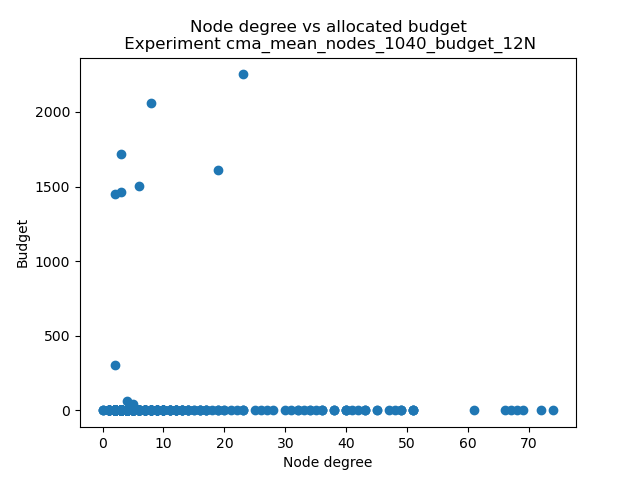 Node degree vs allocated budget
Experiment cma_mean_nodes_1040_budget_12N
2000
1500
1000
500
0
Budget
0 10 20 30 40 50 60 70
Node degree